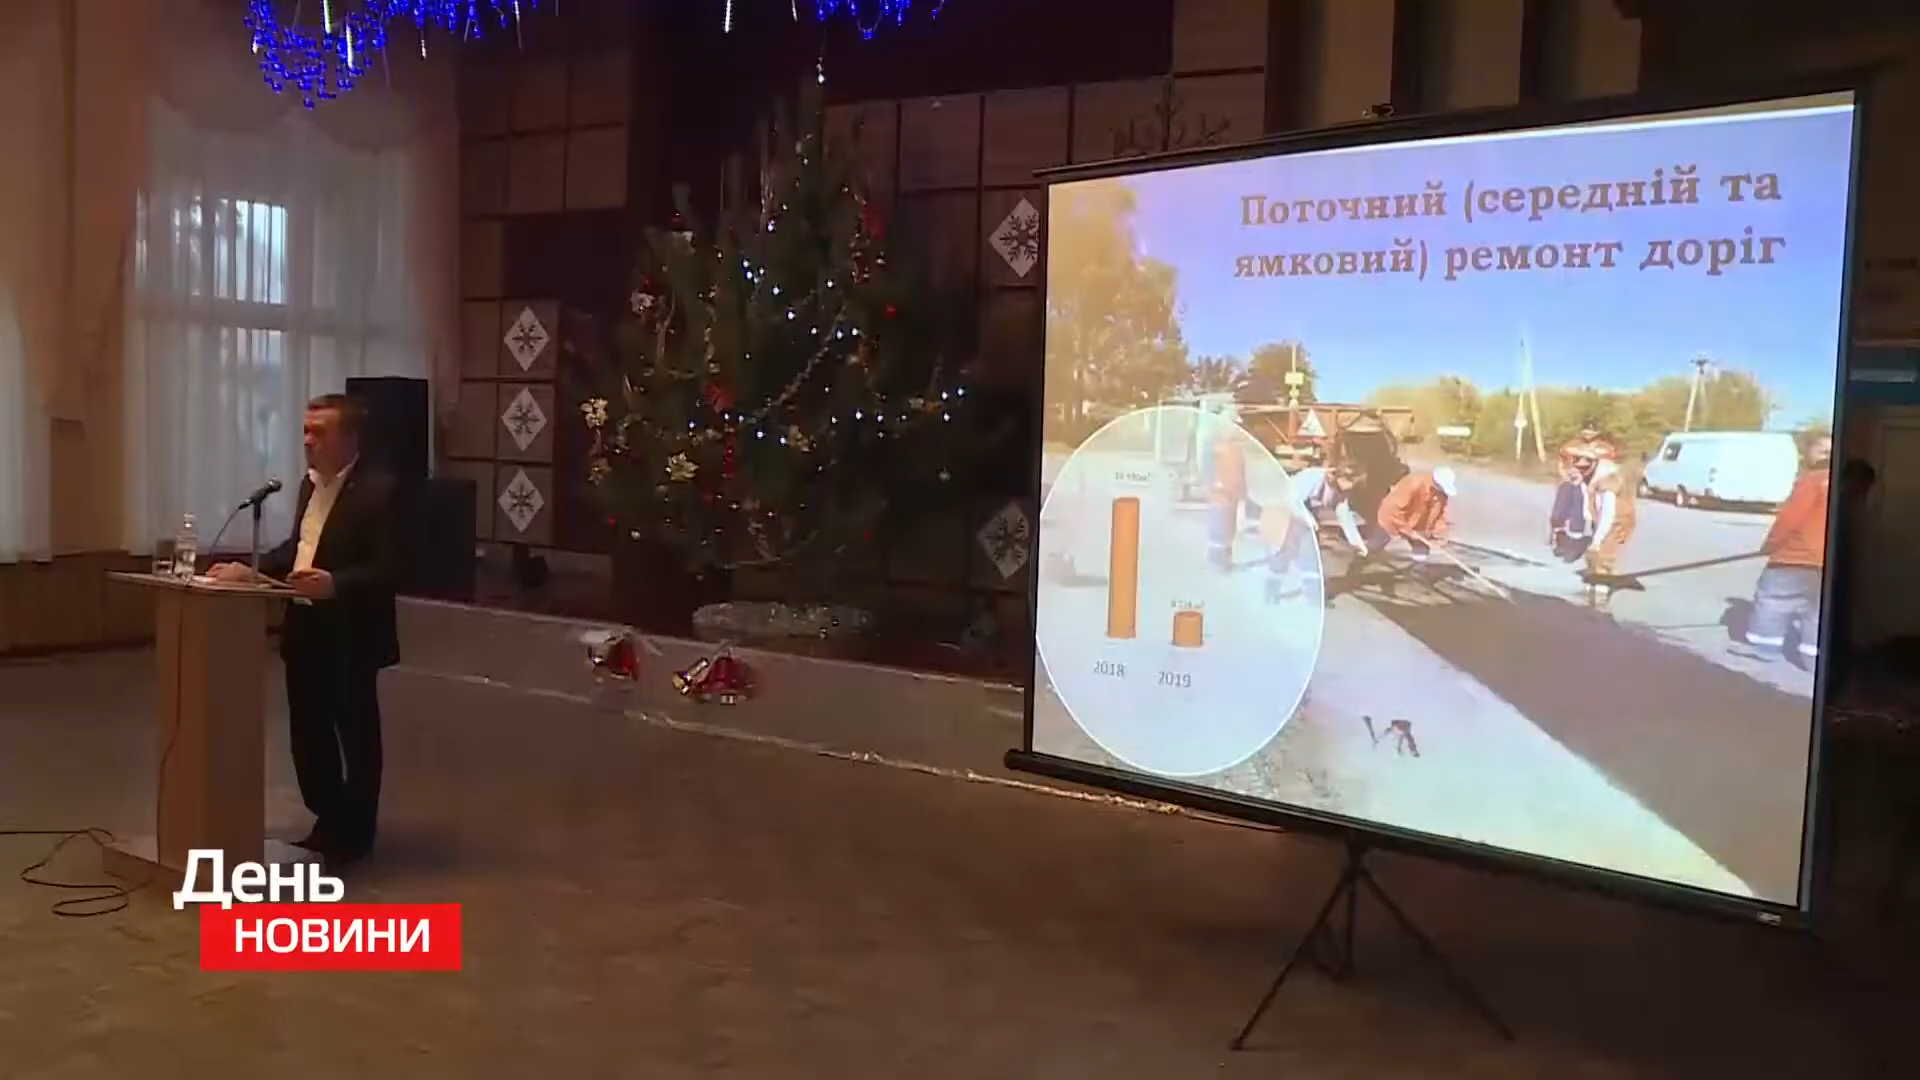 Поточний (середній та
ямковий) ремонт доріг
2018
2019
День
НОВИНИ